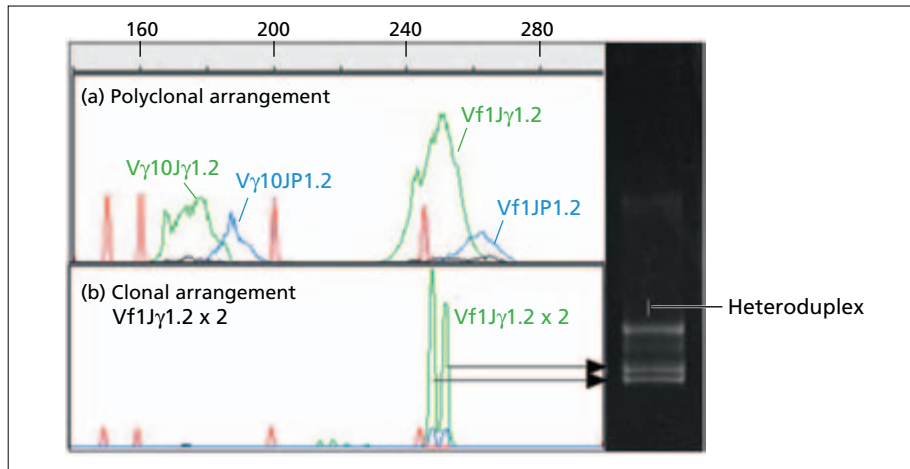 160 200 240 280
(a) Polyclonal arrangement
Vf1Jγ1.2
Vγ10Jγ1.2
Vγ10JP1.2
Vf1JP1.2
(b) Clonal arrangement
Vf1Jγ1.2 x 2
Vf1Jγ1.2 x 2
Heteroduplex